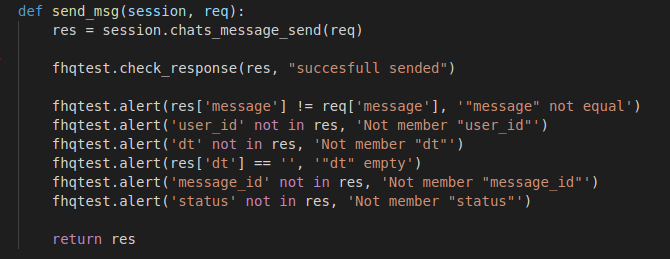 def send_msg(session, req):
    res = session.chats_message_send(req)

    fhqtest.check_response(res, "succesfull sended")

    fhqtest.alert(res['message'] != req['message'], '"message" not equal')
    fhqtest.alert('user_id' not in res, 'Not member "user_id"')
    fhqtest.alert('dt' not in res, 'Not member "dt"')
    fhqtest.alert(res['dt'] == '', '"dt" empty')
    fhqtest.alert('message_id' not in res, 'Not member "message_id"')
    fhqtest.alert('status' not in res, 'Not member "status"')

    return res